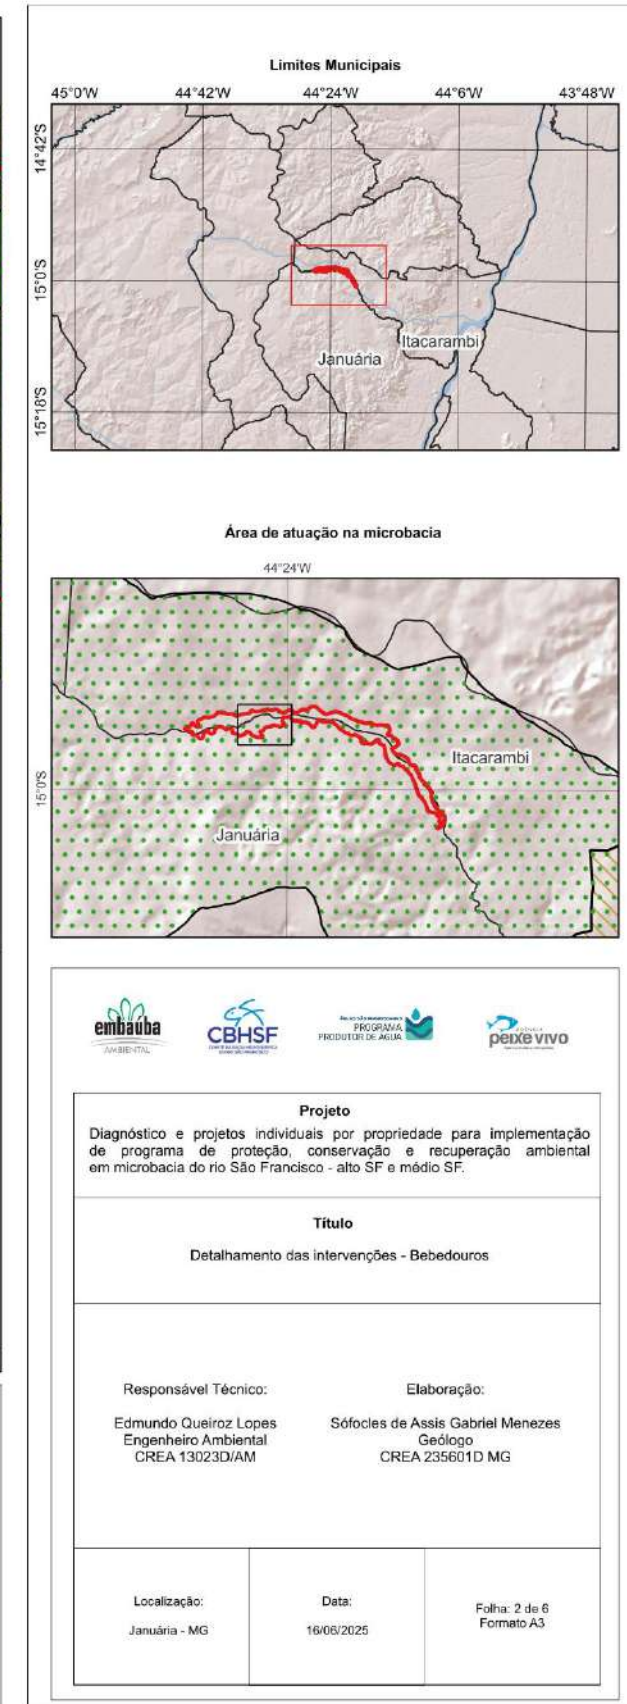 Limites Municipais
45°0'W 44°42'W 44°24'W 44°6'W 43°48'W
14°42'S
15°0'S
15°18'S
Itacarambi
Januária
Área de atuação na microbacia
44°24'W
15°0'S
Itacarambi
Januária
embaúba
AMBIENTAL
CBHSF
PROGRAMA
PRODUTOR DE ÁGUA
peixe vivo
Projeto
Diagnóstico e projetos individuais por propriedade para implementação
de programa de proteção, conservação e recuperação ambiental
em microbacia do rio São Francisco - alto SF e médio SF.
Título
Detalhamento das intervenções - Bebedouros
Responsável Técnico:
Edmundo Queiroz Lopes
Engenheiro Ambiental
CREA 13023D/AM
Elaboração:
Sófocles de Assis Gabriel Menezes
Geólogo
CREA 235601D MG
Localização:
Januária - MG
Data:
16/06/2025
Folha: 2 de 6
Formato A3